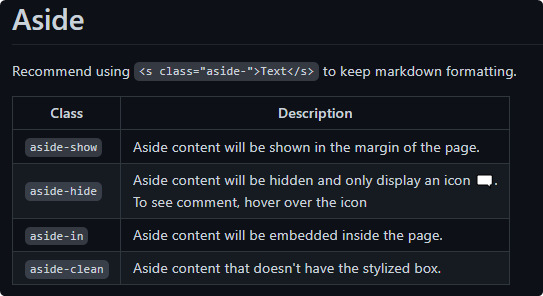 Aside
Recommend using <s class="aside-">Text</s> to keep markdown formatting.
Class Description
aside-show Aside content will be shown in the margin of the page.
aside-hide Aside content will be hidden and only display an icon 💬.
To see comment, hover over the icon
aside-in Aside content will be embedded inside the page.
aside-clean Aside content that doesn't have the stylized box.